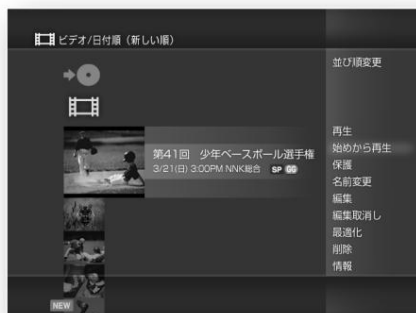 ビデオ/日付順（新しい順）
並び順変更
第41回　少年ベースボール選手権
3/21(日) 3:00PM NNK総合 SP GG
再生
始めから再生
保護
名前変更
編集
編集取消し
最適化
削除
情報
NEW